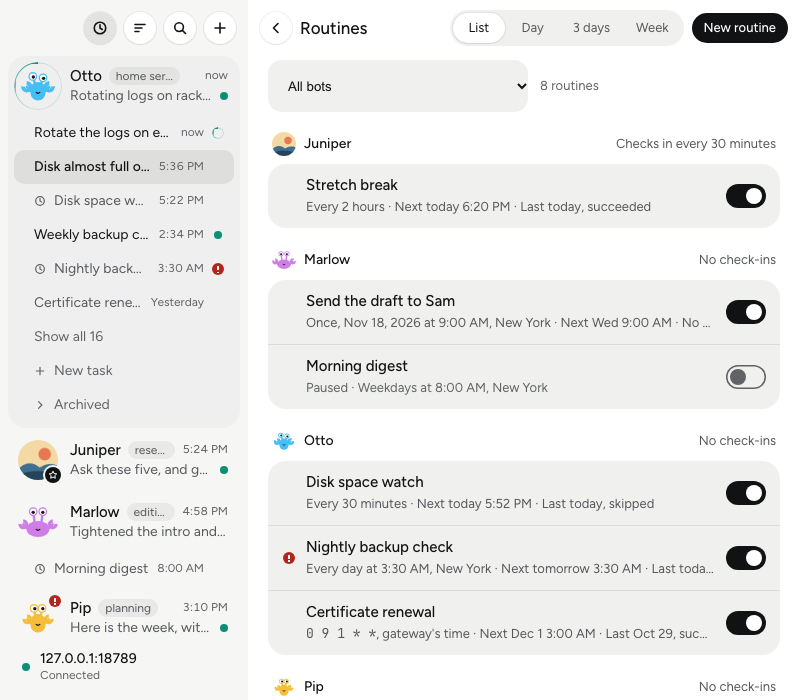 Otto home ser... now
Rotating logs on rack...
Rotate the logs on e... now
Disk almost full o... 5:36 PM
Disk space w... 5:22 PM
Weekly backup c... 2:34 PM
Nightly back... 3:30 AM
Certificate rene... Yesterday
Show all 16
New task
Archived
Juniper rese... 5:24 PM
Ask these five, and g...
Marlow editi... 4:58 PM
Tightened the intro and...
Morning digest 8:00 AM
Pip planning 3:10 PM
Here is the week, wit...
127.0.0.1:18789
Connected
Routines
List Day 3 days Week
New routine
All bots
8 routines
Juniper Checks in every 30 minutes
Stretch break
Every 2 hours · Next today 6:20 PM · Last today, succeeded
Marlow No check-ins
Send the draft to Sam
Once, Nov 18, 2026 at 9:00 AM, New York · Next Wed 9:00 AM · No ...
Morning digest
Paused · Weekdays at 8:00 AM, New York
Otto No check-ins
Disk space watch
Every 30 minutes · Next today 5:52 PM · Last today, skipped
Nightly backup check
Every day at 3:30 AM, New York · Next tomorrow 3:30 AM · Last toda...
Certificate renewal
0 9 1 * *, gateway's time · Next Dec 1 3:00 AM · Last Oct 29, suc...
Pip No check-ins